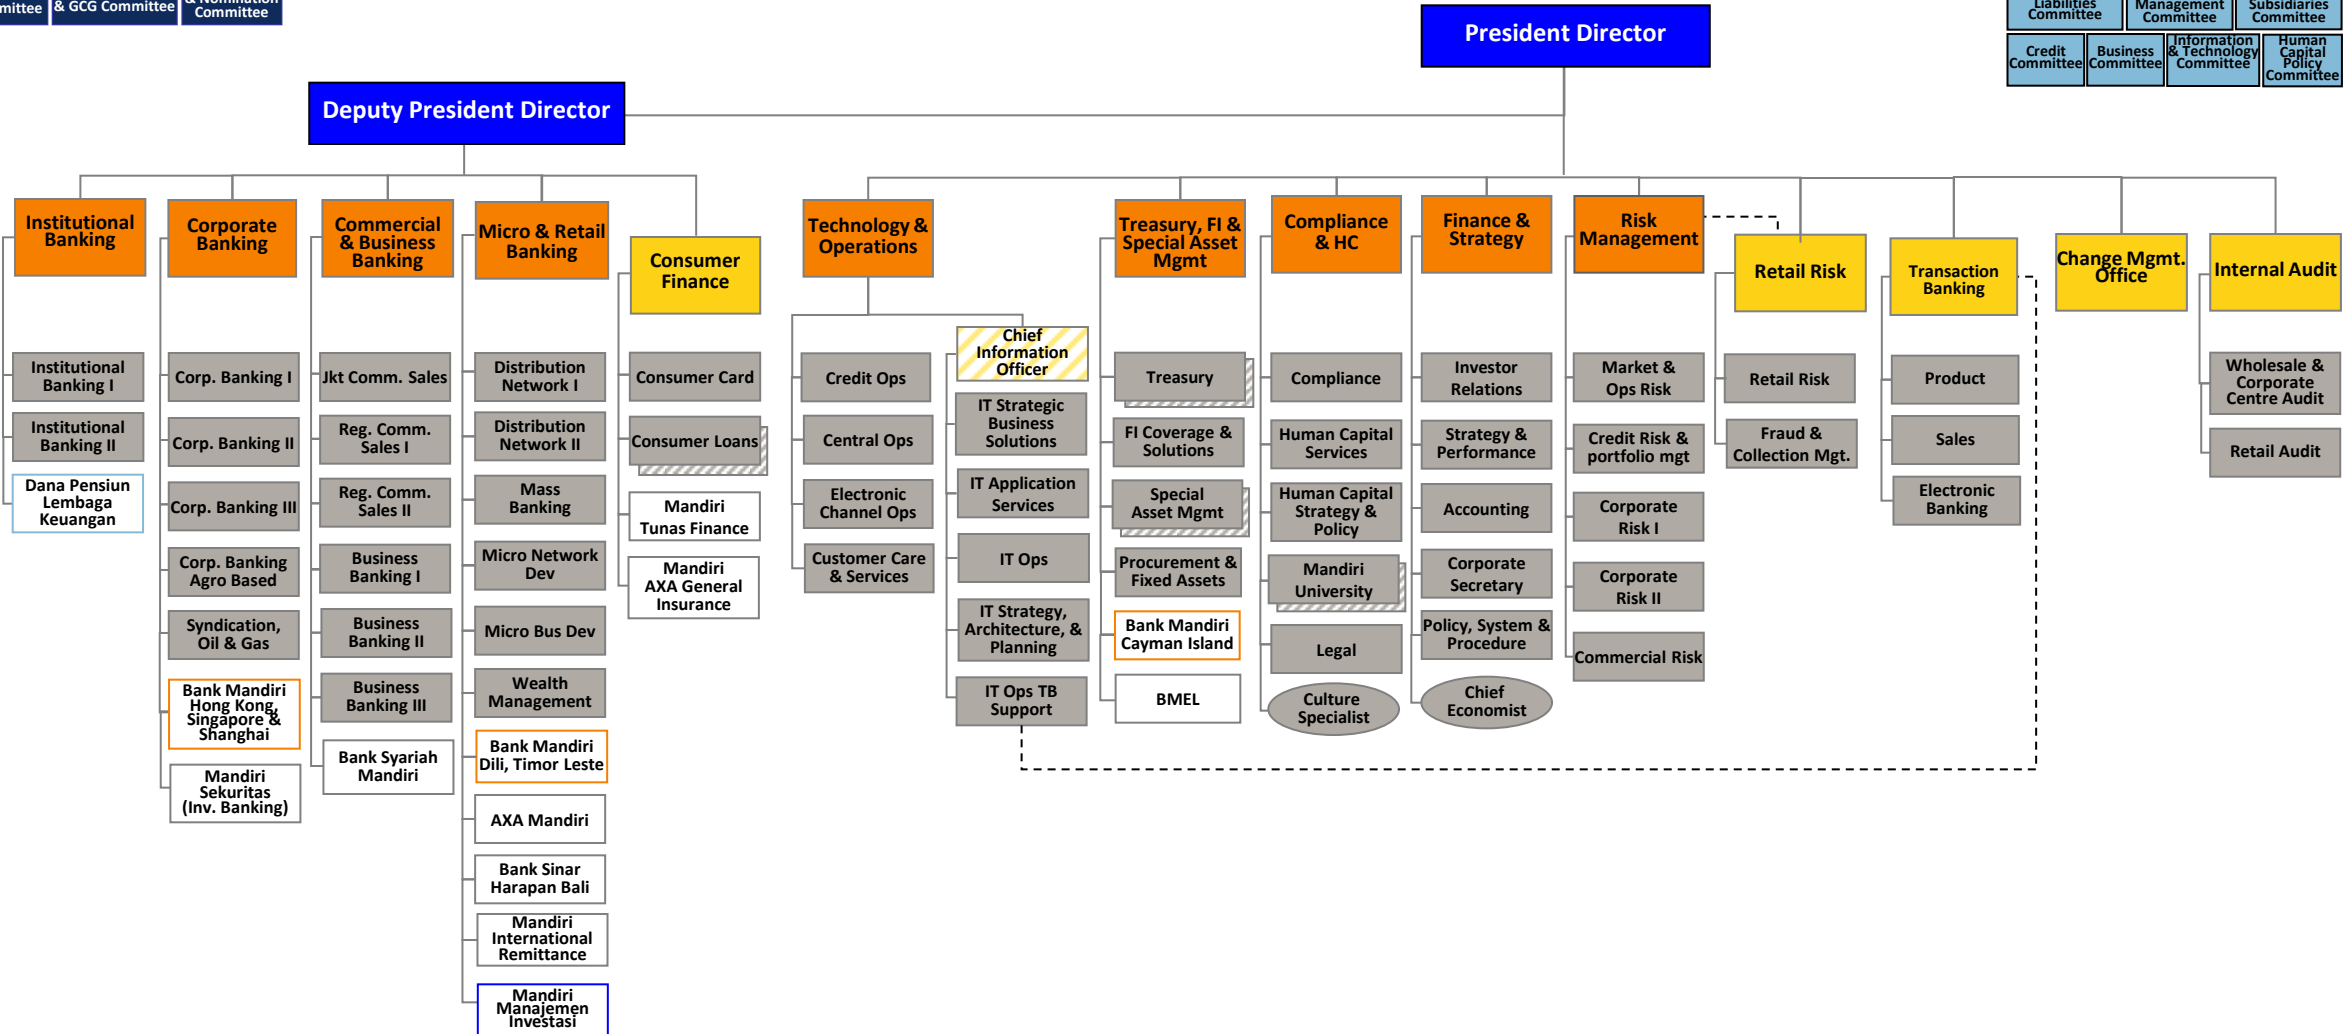 & GCG Committee
& Nomination
Committee
President Director
Liabilities
Committee
Management
Committee
Subsidiaries
Committee
Credit
Committee
Business
Committee
Information
& Technology
Committee
Human
Capital
Policy
Committee
Deputy President Director
Institutional
Banking
Corporate
Banking
Commercial
& Business
Banking
Micro & Retail
Banking
Consumer
Finance
Technology &
Operations
Treasury, FI &
Special Asset
Mgmt
Compliance
& HC
Finance &
Strategy
Risk
Management
Retail Risk
Transaction
Banking
Change Mgmt.
Office
Internal Audit
Institutional
Banking I
Institutional
Banking II
Dana Pensiun
Lembaga
Keuangan
Corp. Banking I
Corp. Banking II
Corp. Banking III
Corp. Banking
Agro Based
Syndication,
Oil & Gas
Bank Mandiri
Hong Kong,
Singapore &
Shanghai
Mandiri
Sekuritas
(Inv. Banking)
Jkt Comm. Sales
Reg. Comm.
Sales I
Reg. Comm.
Sales II
Business
Banking I
Business
Banking II
Business
Banking III
Bank Syariah
Mandiri
Distribution
Network I
Distribution
Network II
Mass
Banking
Micro Network
Dev
Micro Bus Dev
Wealth
Management
Bank Mandiri
Dili, Timor Leste
AXA Mandiri
Bank Sinar
Harapan Bali
Mandiri
International
Remittance
Mandiri
Manajemen
Investasi
Consumer Card
Consumer Loans
Mandiri
Tunas Finance
Mandiri
AXA General
Insurance
Credit Ops
Central Ops
Electronic
Channel Ops
Customer Care
& Services
Chief
Information
Officer
IT Strategic
Business
Solutions
IT Application
Services
IT Ops
IT Strategy,
Architecture, &
Planning
IT Ops TB
Support
Treasury
FI Coverage &
Solutions
Special
Asset Mgmt
Procurement &
Fixed Assets
Bank Mandiri
Cayman Island
BMEL
Compliance
Human Capital
Services
Human Capital
Strategy &
Policy
Mandiri
University
Legal
Culture
Specialist
Investor
Relations
Strategy &
Performance
Accounting
Corporate
Secretary
Policy, System &
Procedure
Chief
Economist
Market &
Ops Risk
Credit Risk &
portfolio mgt
Corporate
Risk I
Corporate
Risk II
Commercial Risk
Retail Risk
Fraud &
Collection Mgt.
Product
Sales
Electronic
Banking
Wholesale &
Corporate
Centre Audit
Retail Audit